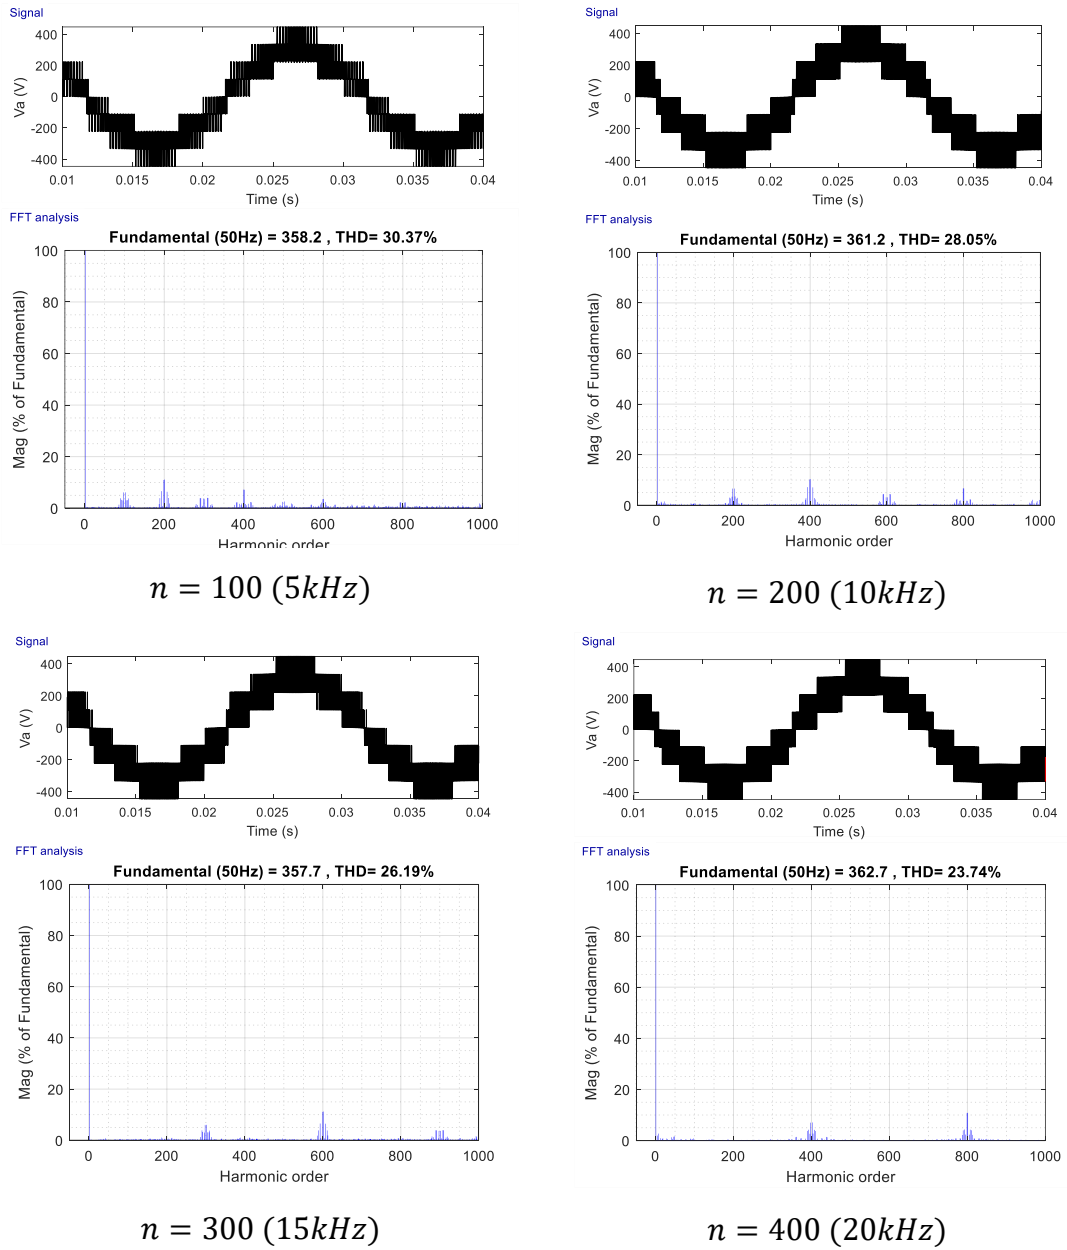 Signal
Va (V)
400
200
0
-200
-400
0.01 0.015 0.02 0.025 0.03 0.035 0.04
Time (s)
FFT analysis
Fundamental (50Hz) = 358.2 , THD= 30.37%
Mag (% of Fundamental)
100
80
60
40
20
0
0 200 400 600 800 1000
Harmonic order
n = 100 (5kHz)
Signal
Va (V)
400
200
0
-200
-400
0.01 0.015 0.02 0.025 0.03 0.035 0.04
Time (s)
FFT analysis
Fundamental (50Hz) = 361.2 , THD= 28.05%
Mag (% of Fundamental)
100
80
60
40
20
0
0 200 400 600 800 1000
Harmonic order
n = 200 (10kHz)
Signal
Va (V)
400
200
0
-200
-400
0.01 0.015 0.02 0.025 0.03 0.035 0.04
Time (s)
FFT analysis
Fundamental (50Hz) = 357.7 , THD= 26.19%
Mag (% of Fundamental)
100
80
60
40
20
0
0 200 400 600 800 1000
Harmonic order
n = 300 (15kHz)
Signal
Va (V)
400
200
0
-200
-400
0.01 0.015 0.02 0.025 0.03 0.035 0.04
Time (s)
FFT analysis
Fundamental (50Hz) = 362.7 , THD= 23.74%
Mag (% of Fundamental)
100
80
60
40
20
0
0 200 400 600 800 1000
Harmonic order
n = 400 (20kHz)